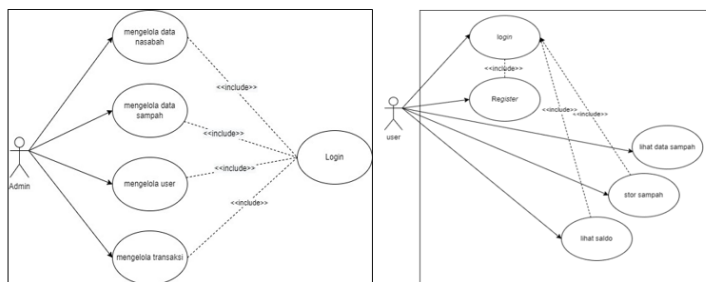 mengelola data
nasabah
<<include>>
mengelola data
sampah
<<include>>
Login
Admin
mengelola user
<<include>>
<<include>>
mengelola transaksi
login
<<include>>
Register
user
<<include>>
<<include>>
lihat data sampah
stor sampah
lihat saldo